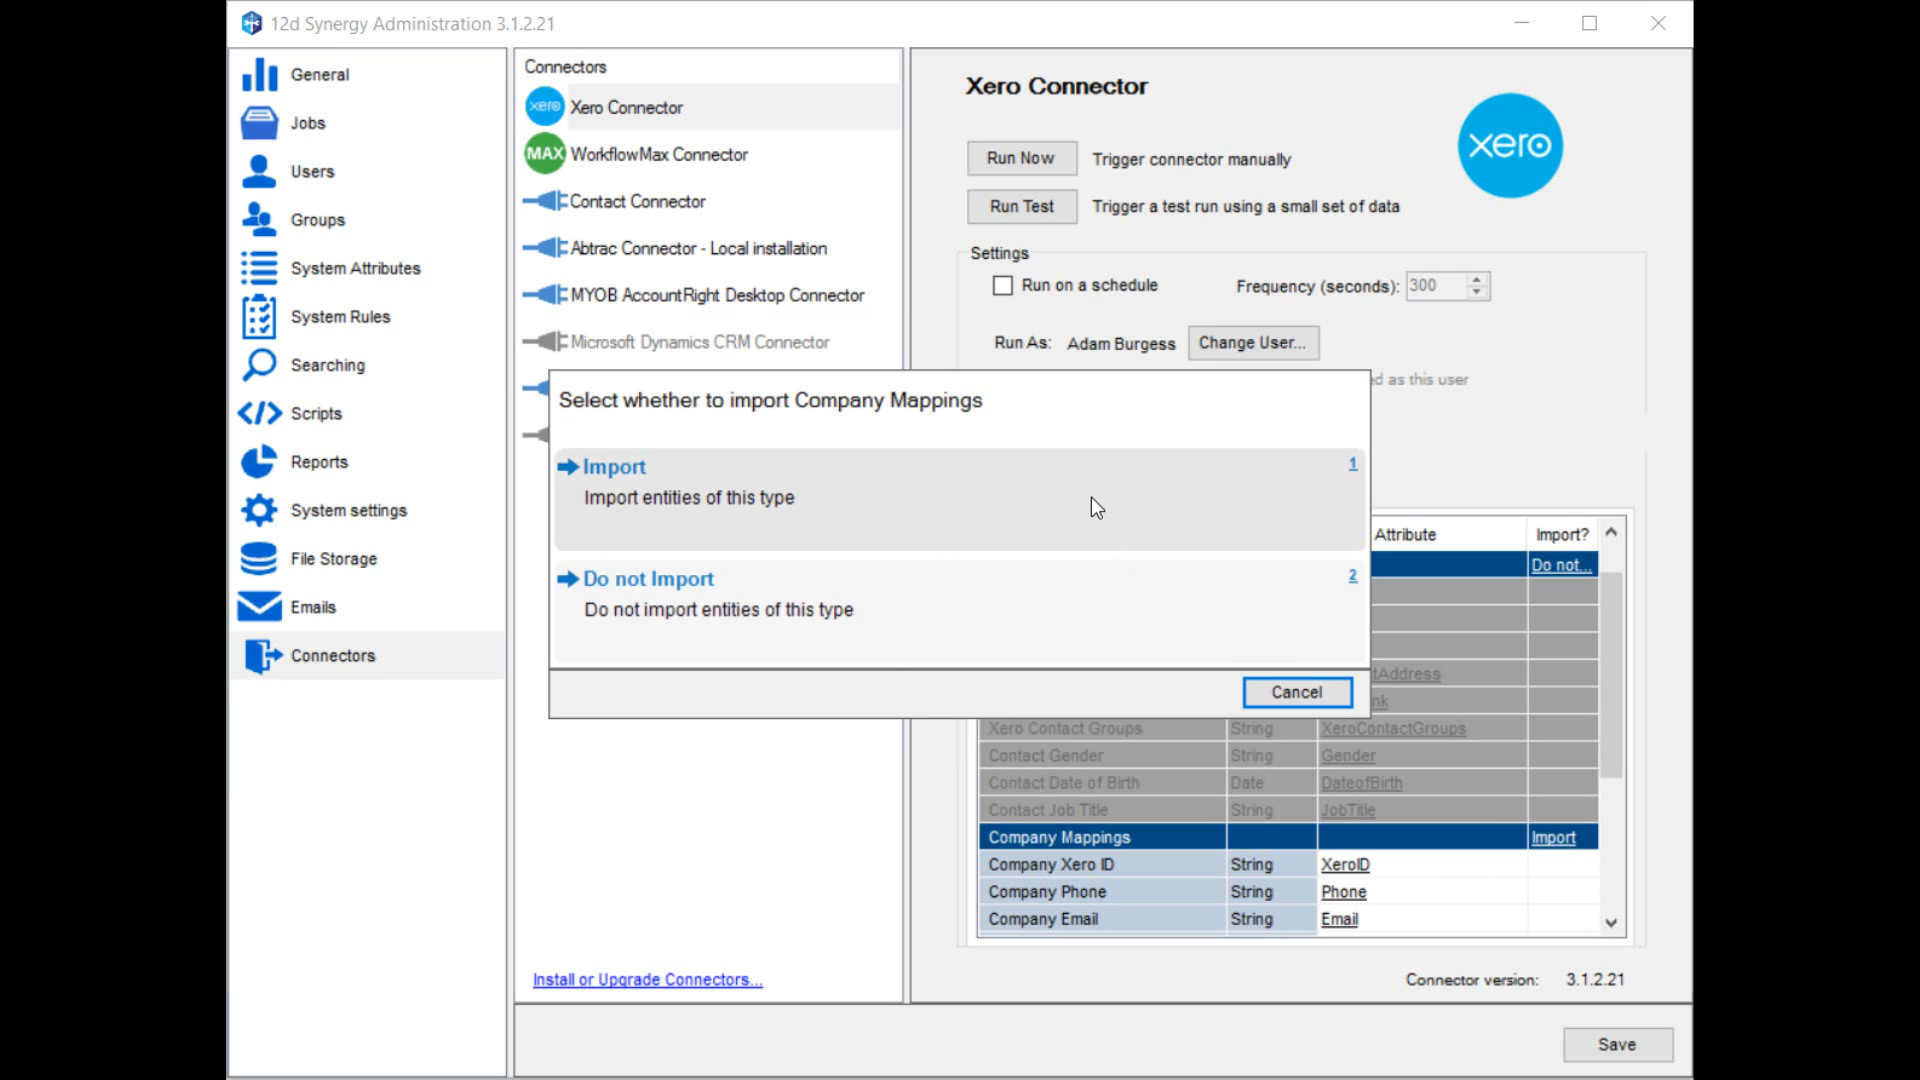 12d Synergy Administration 3.1.2.21
General
Jobs
Users
Groups
System Attributes
System Rules
Searching
Scripts
Reports
System settings
File Storage
Emails
Connectors
Connectors
xero Xero Connector
MAX WorkflowMax Connector
Contact Connector
Abtrac Connector - Local installation
MYOB AccountRight Desktop Connector
Microsoft Dynamics CRM Connector
Install or Upgrade Connectors...
Xero Connector
xero
Run Now Trigger connector manually
Run Test Trigger a test run using a small set of data
Settings
Run on a schedule Frequency (seconds): 300
Run As: Adam Burgess Change User...
as this user
Select whether to import Company Mappings
Import 1
Import entities of this type
Do not Import 2
Do not import entities of this type
Cancel
Attribute Import?
Do not...
tAddress
nk
Xero Contact Groups String XeroContactGroups
Contact Gender String Gender
Contact Date of Birth Date DateofBirth
Contact Job Title String JobTitle
Company Mappings Import
Company Xero ID String XeroID
Company Phone String Phone
Company Email String Email
Connector version: 3.1.2.21
Save